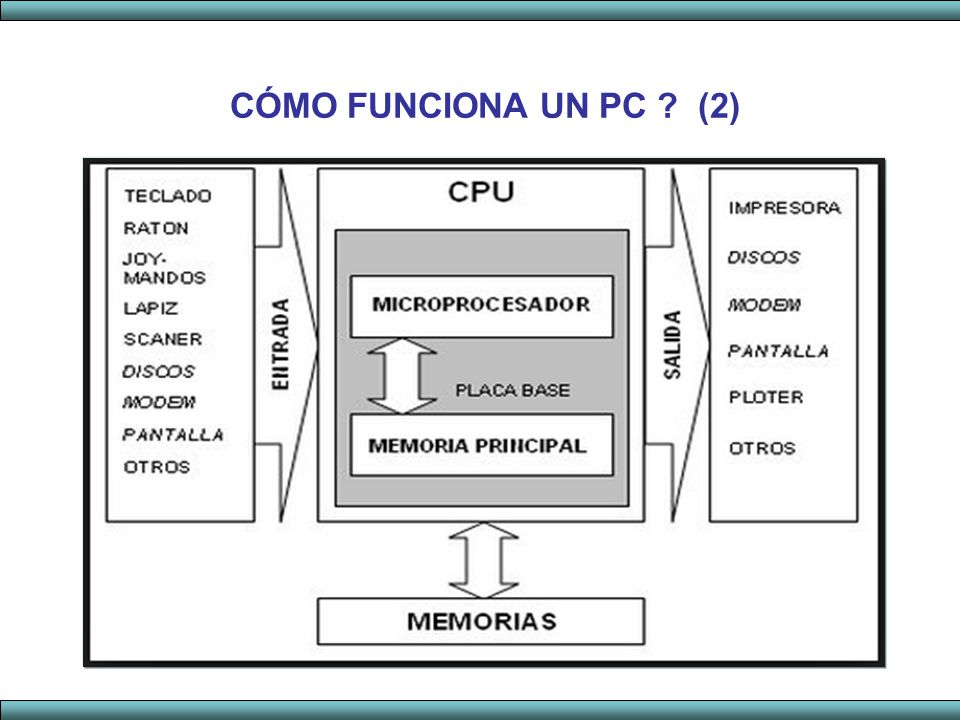 CÓMO FUNCIONA UN PC ? (2)
TECLADO
RATON
JOY-
MANDOS
LAPIZ
SCANER
DISCOS
MODEM
PANTALLA
OTROS
ENTRADA
CPU
MICROPROCESADOR
PLACA BASE
MEMORIA PRINCIPAL
SALIDA
IMPRESORA
DISCOS
MODEM
PANTALLA
PLOTER
OTROS
MEMORIAS